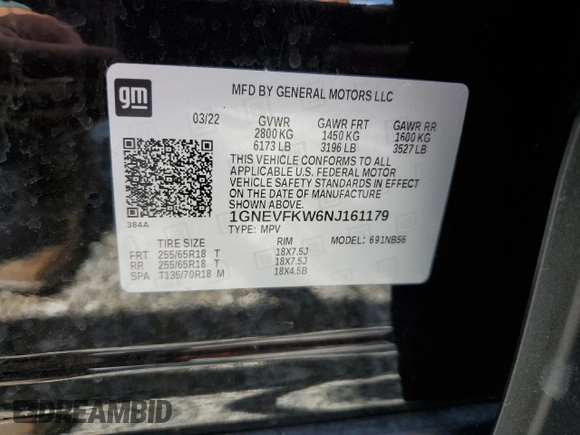 gm
MFD BY GENERAL MOTORS LLC
03/22 GVWR GAWR FRT GAWR RR
2800 KG 1450 KG 1600 KG
6173 LB 3196 LB 3527 LB
THIS VEHICLE CONFORMS TO ALL
APPLICABLE U.S. FEDERAL MOTOR
VEHICLE SAFETY STANDARDS IN EFFECT
ON THE DATE OF MANUFACTURE
SHOWN ABOVE.
384A
1GNEVFKW6NJ161179
TYPE: MPV MODEL: 691NB56
TIRE SIZE RIM
FRT 255/65R18 T 18X7.5J
RR 255/65R18 T 18X7.5J
SPA T135/70R18 M 18X4.5B
DREAMBID